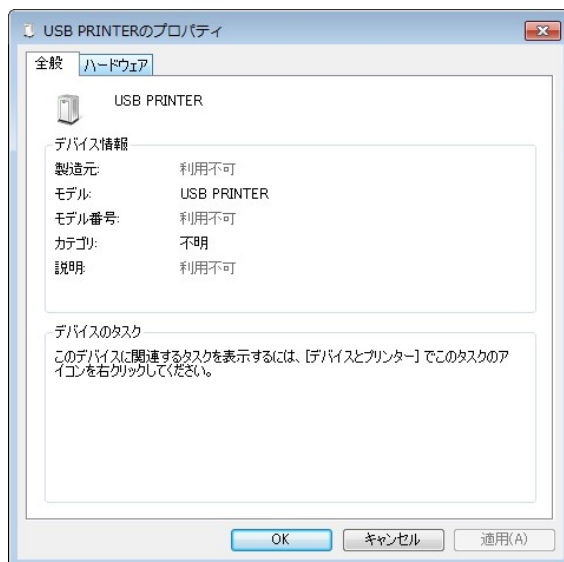 USB PRINTERのプロパティ
全般
ハードウェア
USB PRINTER
デバイス情報
製造元: 利用不可
モデル: USB PRINTER
モデル番号: 利用不可
カテゴリ: 不明
説明: 利用不可
デバイスのタスク
このデバイスに関連するタスクを表示するには、[デバイスとプリンター] でこのタスクのア
イコンを右クリックしてください。
OK
キャンセル
適用(A)